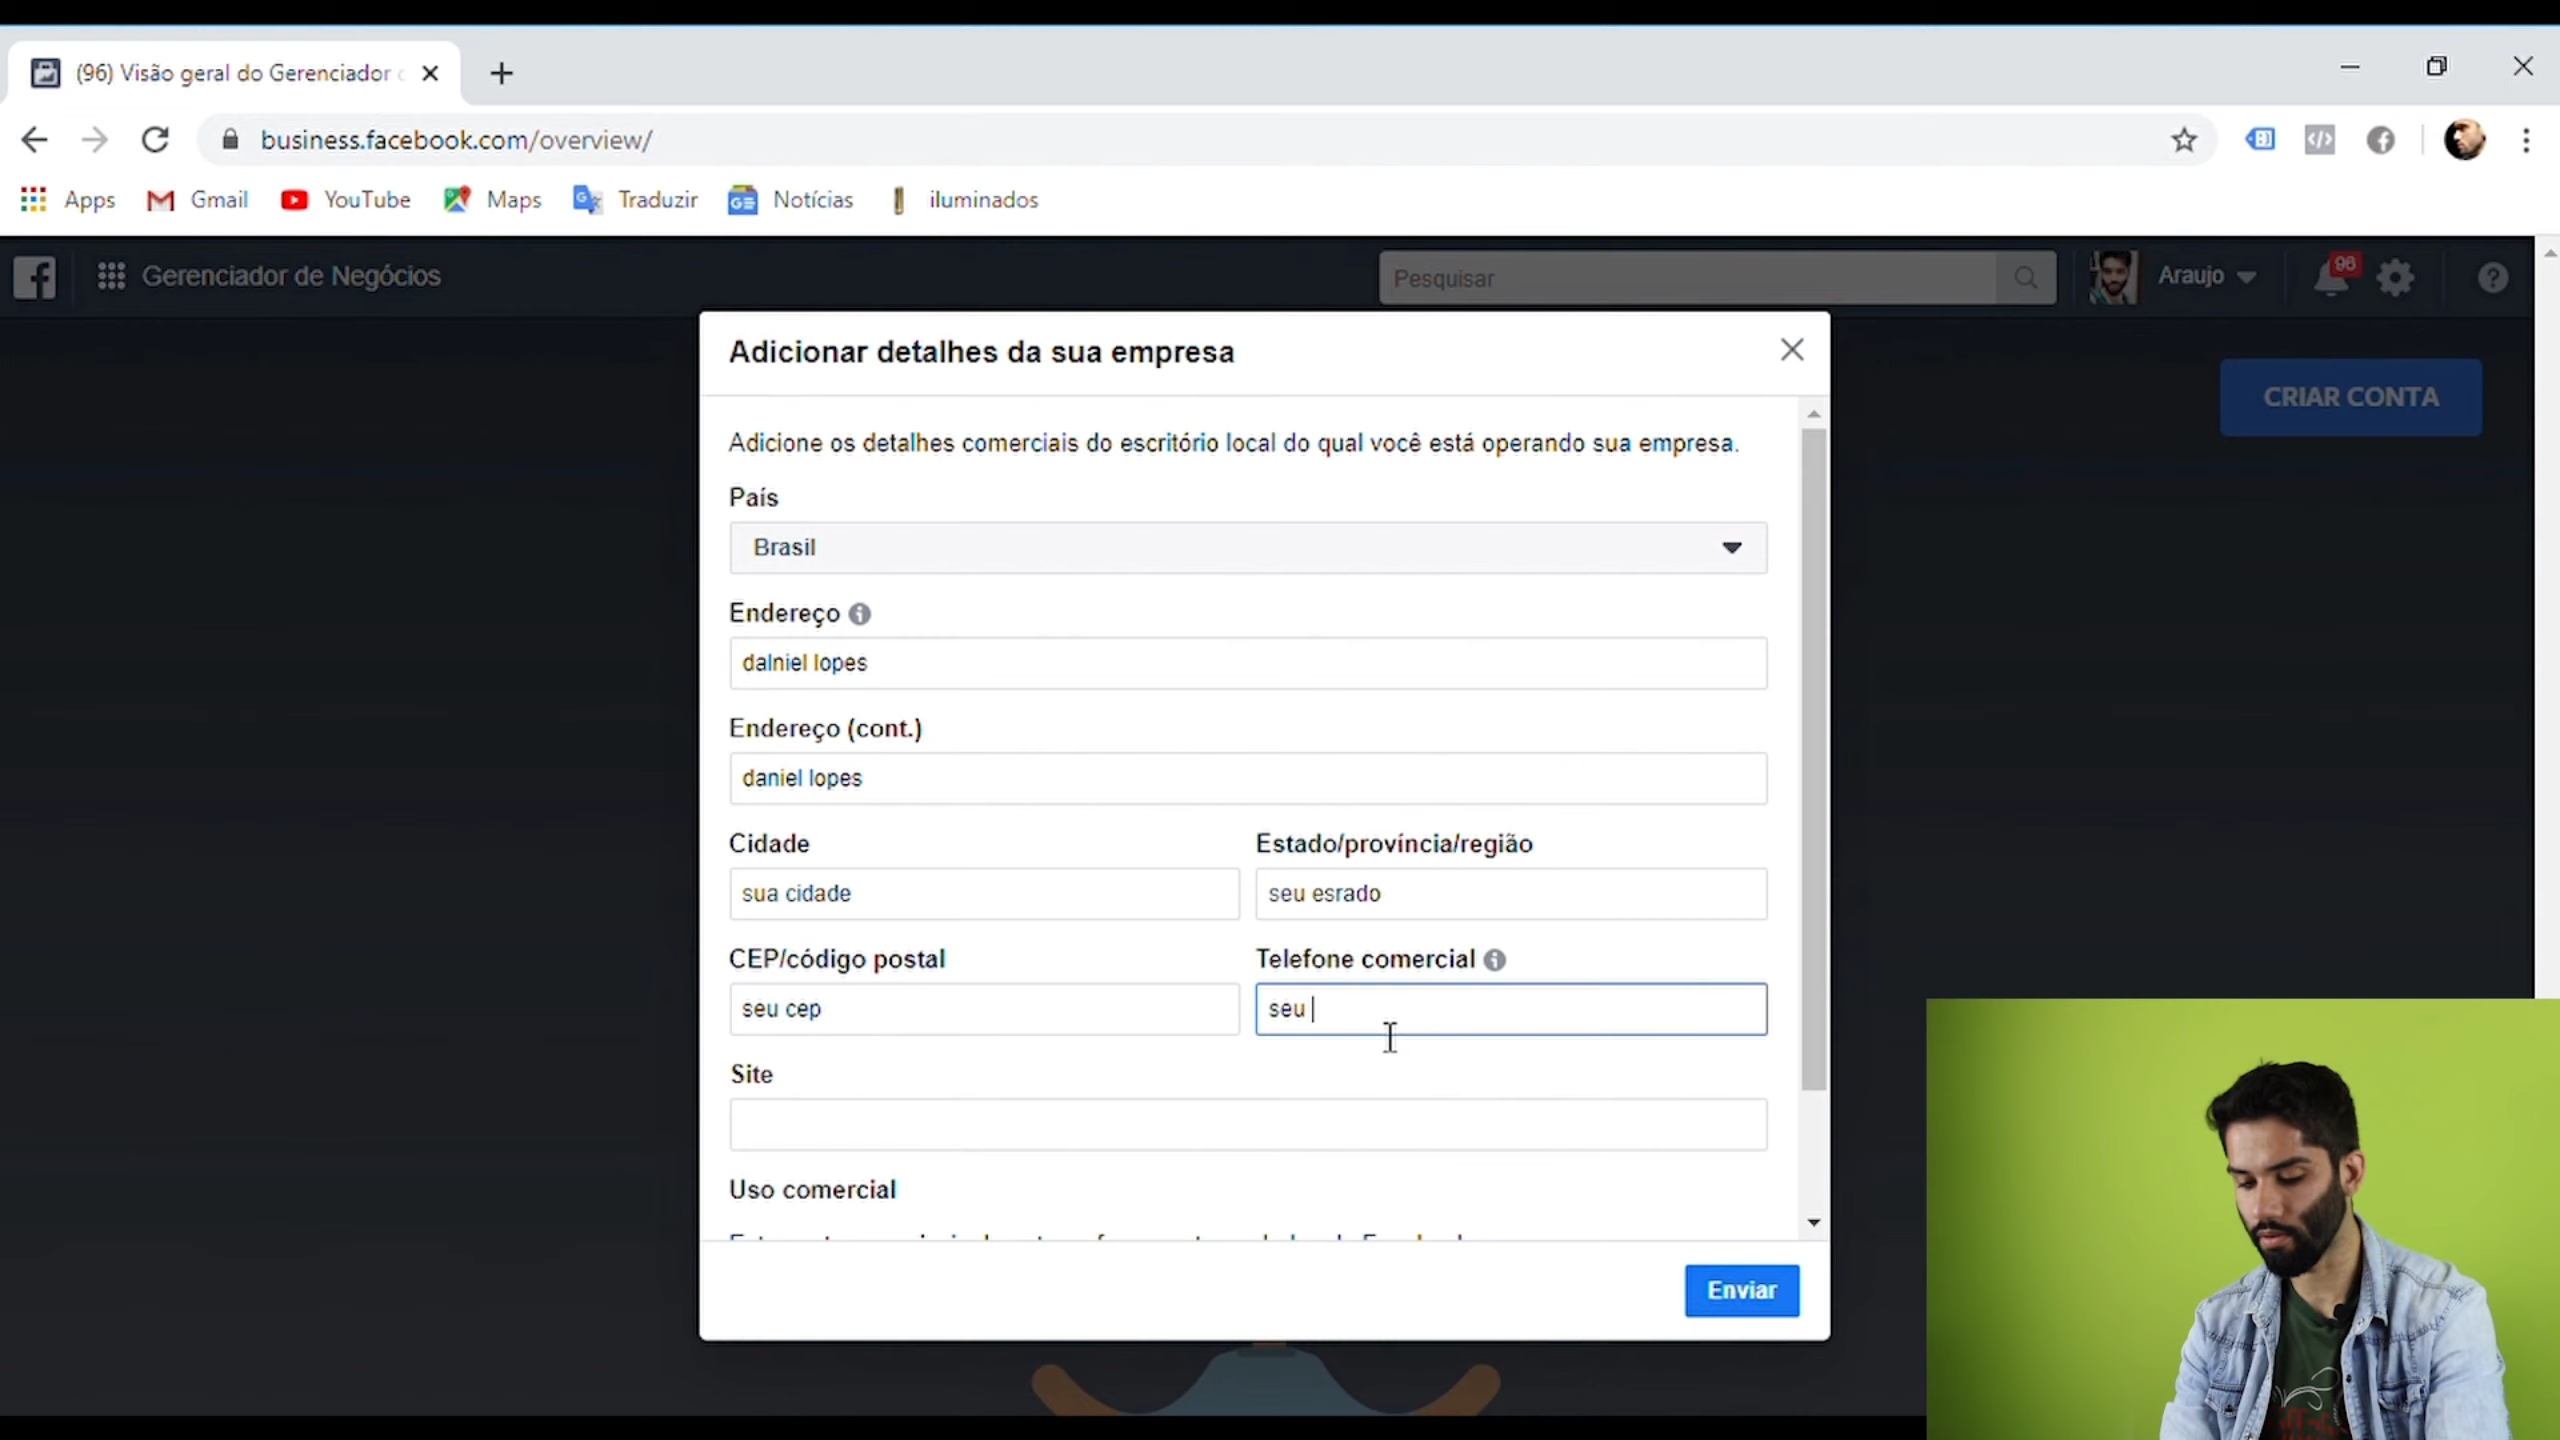 (96) Visão geral do Gerenciador
business.facebook.com/overview/
Apps Gmail YouTube Maps Traduzir Notícias iluminados
Gerenciador de Negócios Pesquisar Araujo 96
CRIAR CONTA
Adicionar detalhes da sua empresa
Adicione os detalhes comerciais do escritório local do qual você está operando sua empresa.
País
Brasil
Endereço
dalniel lopes
Endereço (cont.)
daniel lopes
Cidade Estado/província/região
sua cidade seu esrado
CEP/código postal Telefone comercial
seu cep seu
Site
Uso comercial
Enviar